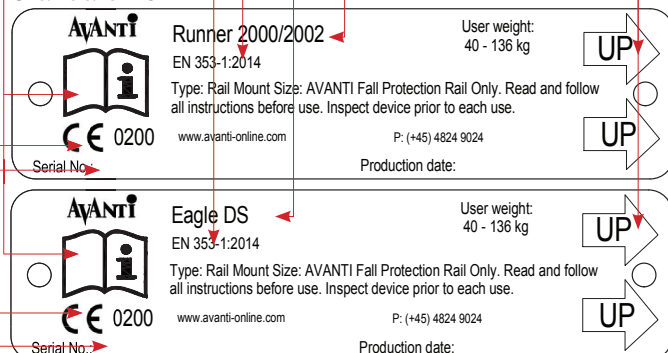 AVANTI
Runner 2000/2002
User weight:
40 - 136 kg
UP
EN 353-1:2014
Type: Rail Mount Size: AVANTI Fall Protection Rail Only. Read and follow
all instructions before use. Inspect device prior to each use.
UP
CE 0200
www.avanti-online.com
P: (+45) 4824 9024
Serial No.:
Production date:
AVANTI
Eagle DS
User weight:
40 - 136 kg
UP
EN 353-1:2014
Type: Rail Mount Size: AVANTI Fall Protection Rail Only. Read and follow
all instructions before use. Inspect device prior to each use.
UP
CE 0200
www.avanti-online.com
P: (+45) 4824 9024
Serial No.:
Production date: